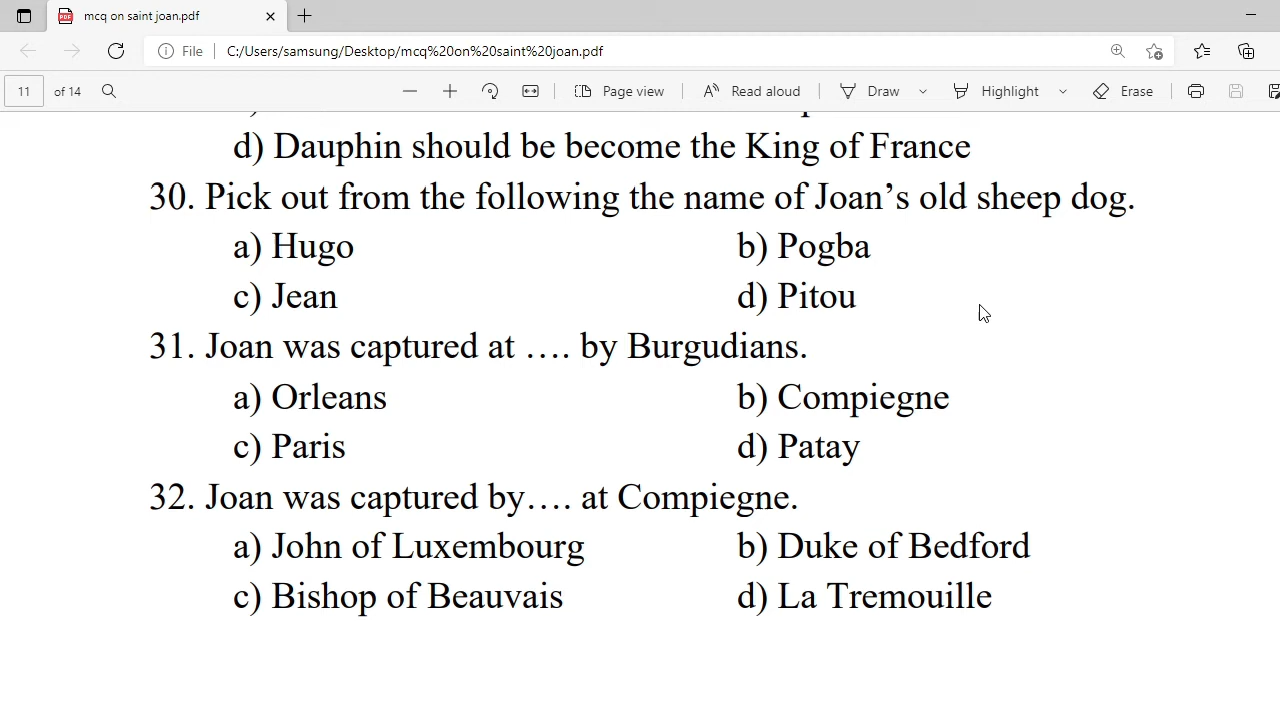 mcq on saint joan.pdf
File C:/Users/samsung/Desktop/mcq%20on%20saint%20joan.pdf
11 of 14 Page view Read aloud Draw Highlight Erase
d) Dauphin should be become the King of France
30. Pick out from the following the name of Joan’s old sheep dog.
a) Hugo b) Pogba
c) Jean d) Pitou
31. Joan was captured at …. by Burgudians.
a) Orleans b) Compiegne
c) Paris d) Patay
32. Joan was captured by…. at Compiegne.
a) John of Luxembourg b) Duke of Bedford
c) Bishop of Beauvais d) La Tremouille